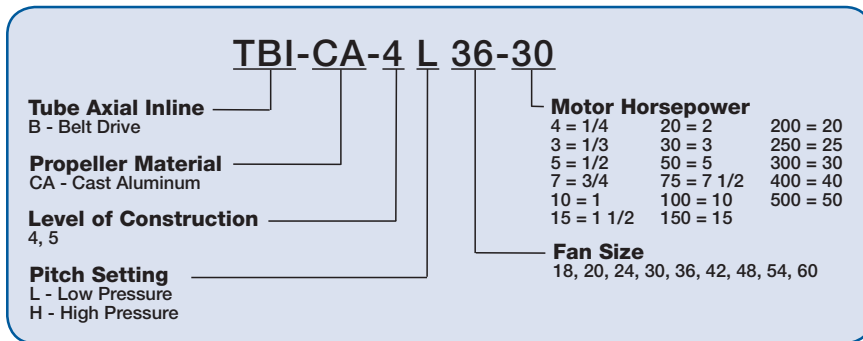 TBI-CA-4 L 36-30
Tube Axial Inline
B - Belt Drive
Propeller Material
CA - Cast Aluminum
Level of Construction
4, 5
Pitch Setting
L - Low Pressure
H - High Pressure
Motor Horsepower
4 = 1/4 20 = 2 200 = 20
3 = 1/3 30 = 3 250 = 25
5 = 1/2 50 = 5 300 = 30
7 = 3/4 75 = 7 1/2 400 = 40
10 = 1 100 = 10 500 = 50
15 = 1 1/2 150 = 15
Fan Size
18, 20, 24, 30, 36, 42, 48, 54, 60